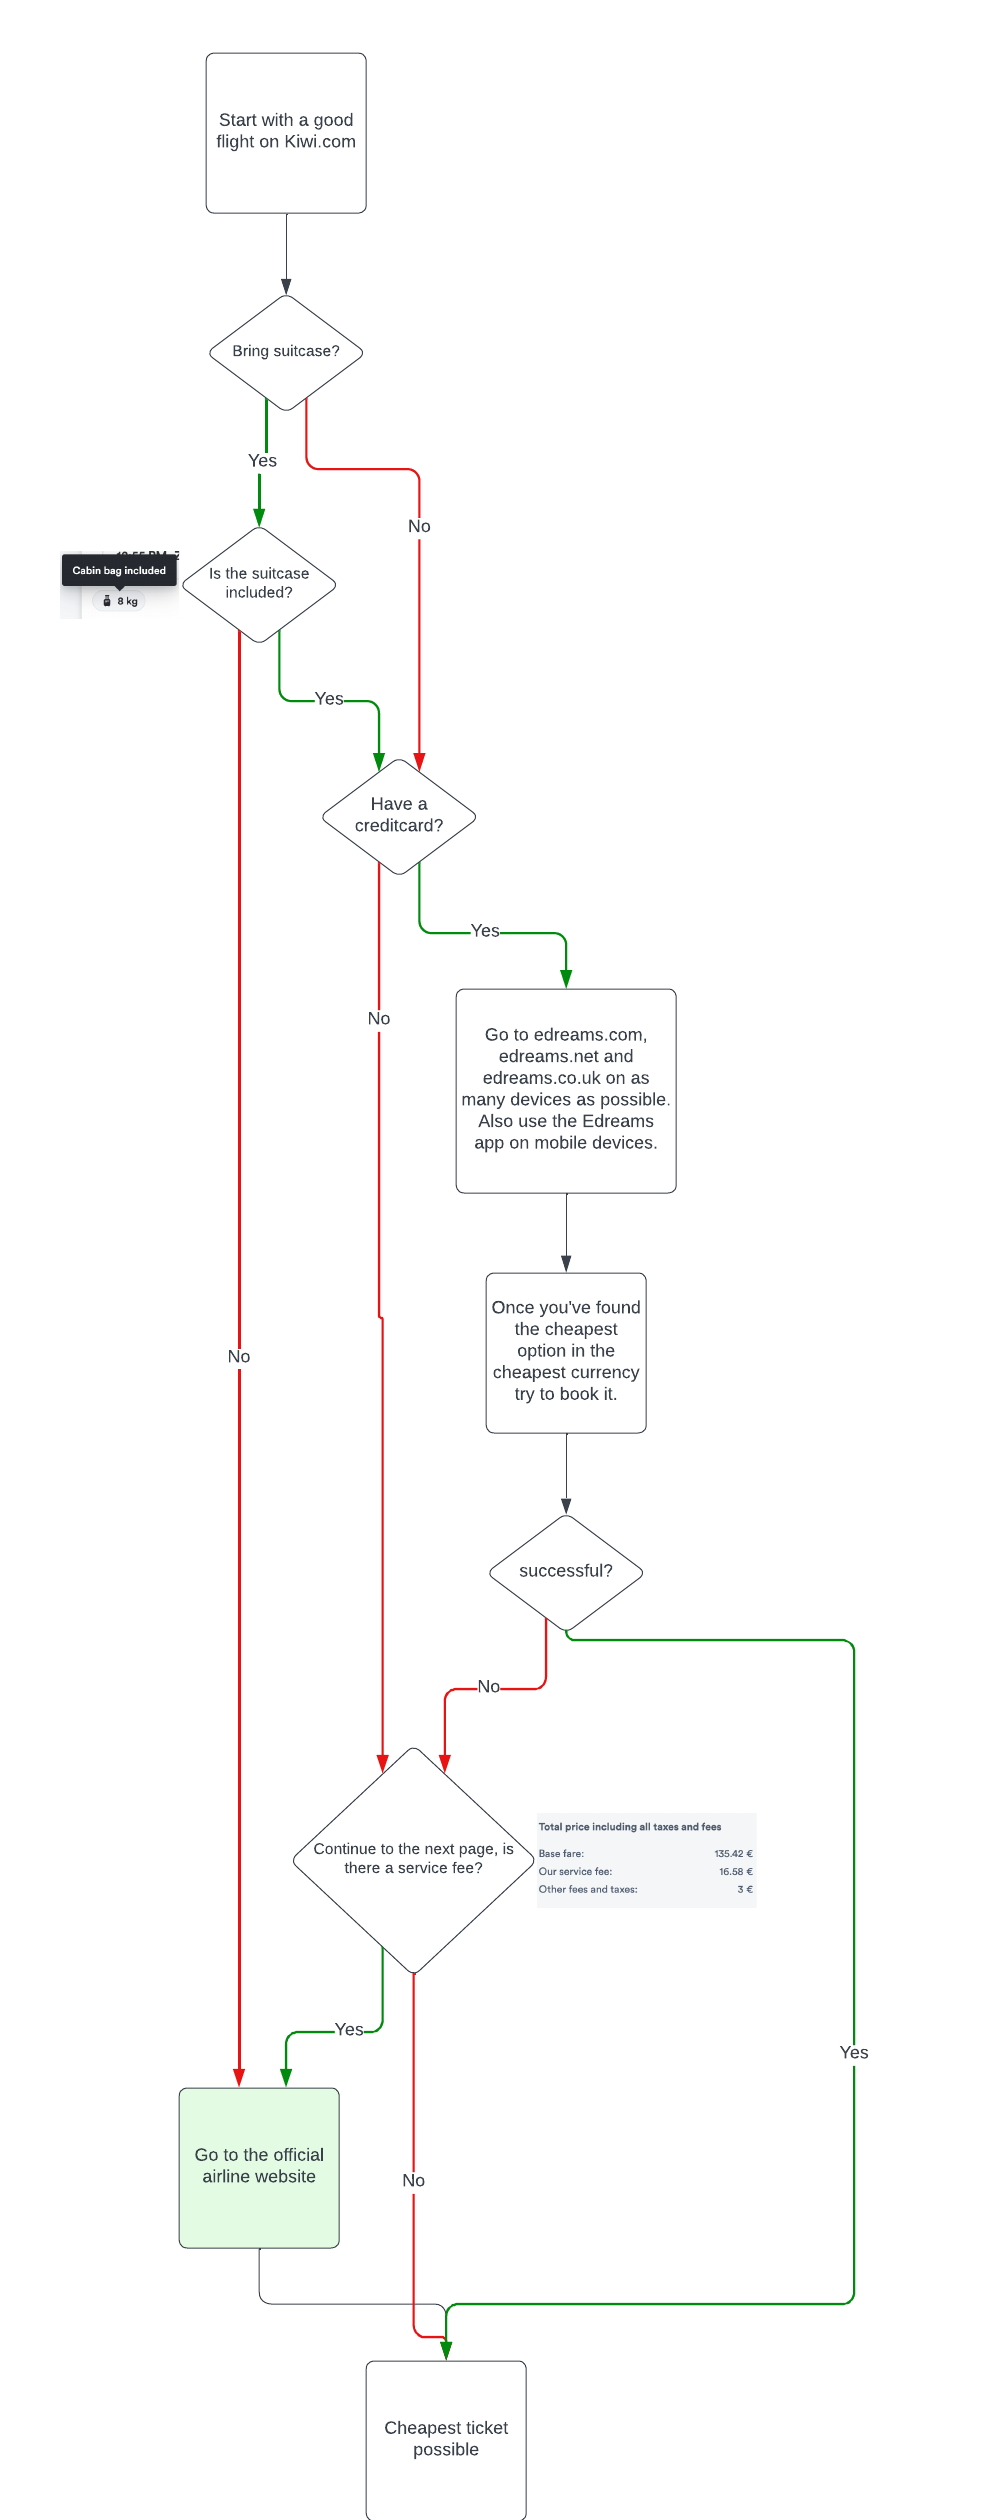 Start with a good
flight on Kiwi.com
Bring suitcase?
Yes
No
Cabin bag included
8 kg
Is the suitcase
included?
Yes
Have a
creditcard?
Yes
No
Go to edreams.com,
edreams.net and
edreams.co.uk on as
many devices as possible.
Also use the Edreams
app on mobile devices.
Once you've found
the cheapest
option in the
cheapest currency
try to book it.
No
successful?
No
Continue to the next page, is
there a service fee?
Total price including all taxes and fees
Base fare: 135.42 €
Our service fee: 16.58 €
Other fees and taxes: 3 €
Yes
Yes
Go to the official
airline website
No
Cheapest ticket
possible